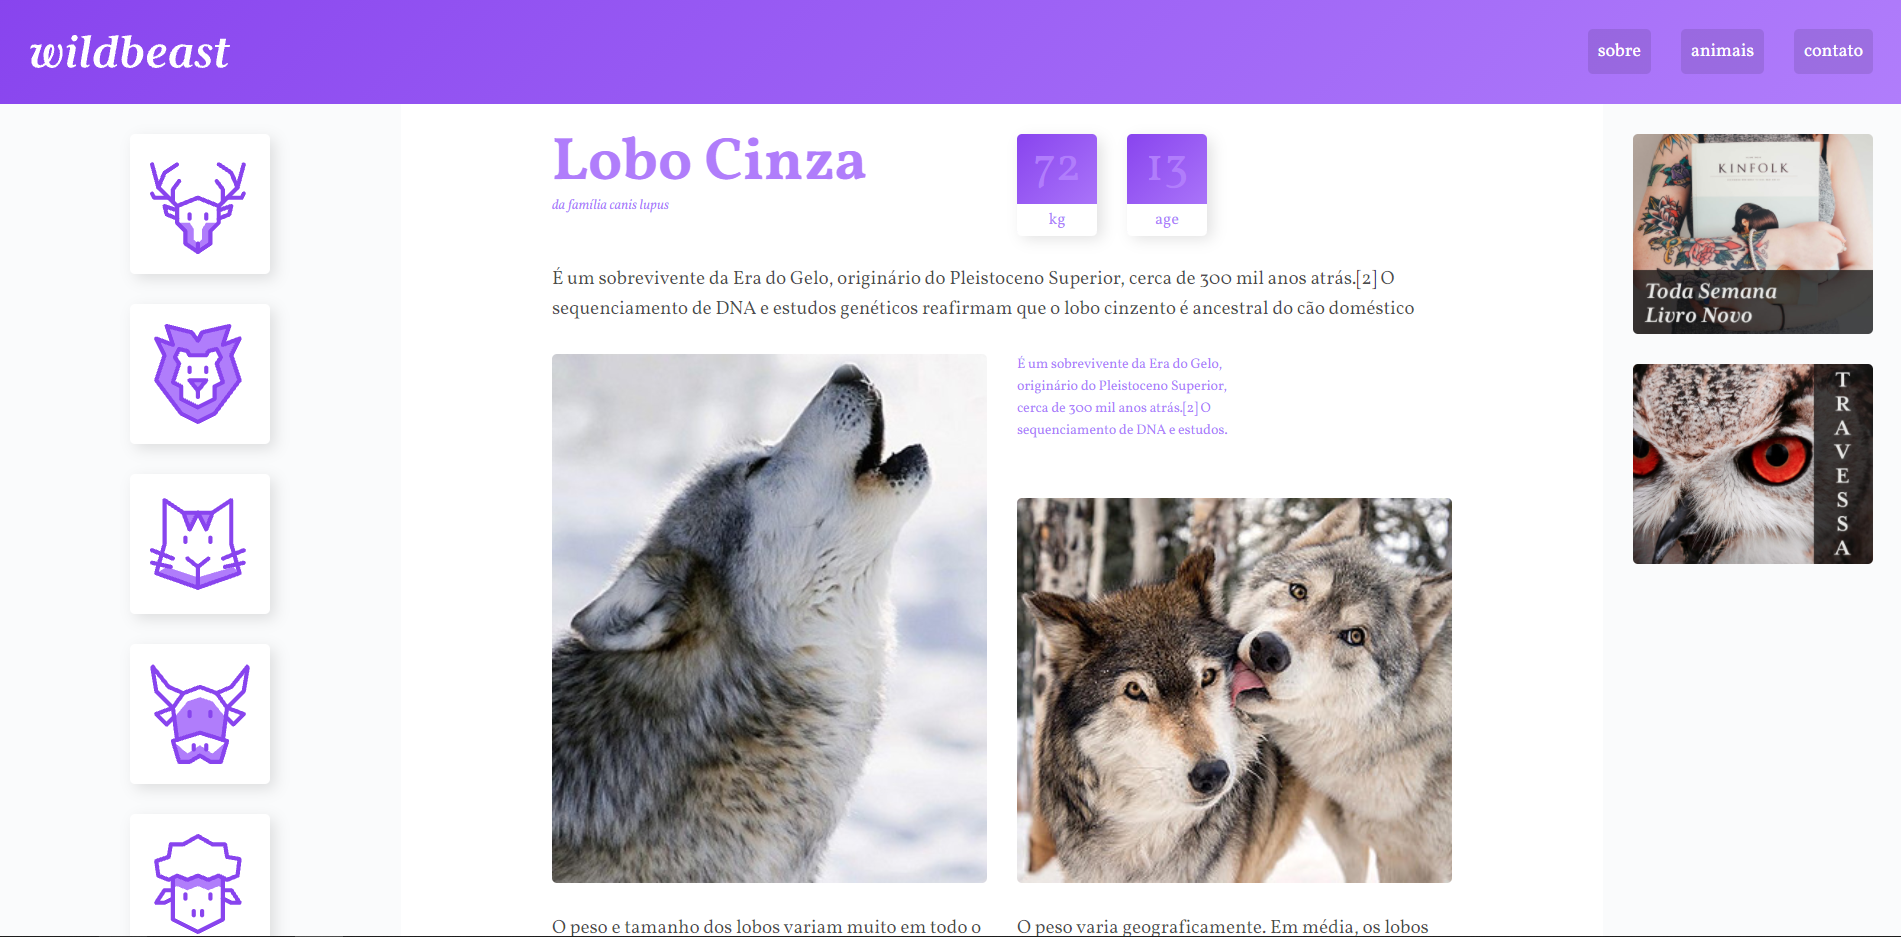 wildbeast
sobre
animais
contato
Lobo Cinza
da família canis lupus
72
kg
13
age
É um sobrevivente da Era do Gelo, originário do Pleistoceno Superior, cerca de 300 mil anos atrás.[2] O
sequenciamento de DNA e estudos genéticos reafirmam que o lobo cinzento é ancestral do cão doméstico
É um sobrevivente da Era do Gelo,
originário do Pleistoceno Superior,
cerca de 300 mil anos atrás.[2] O
sequenciamento de DNA e estudos.
O peso e tamanho dos lobos variam muito em todo o
O peso varia geograficamente. Em média, os lobos
KINFOLK
Toda Semana
Livro Novo
TRAVESSA